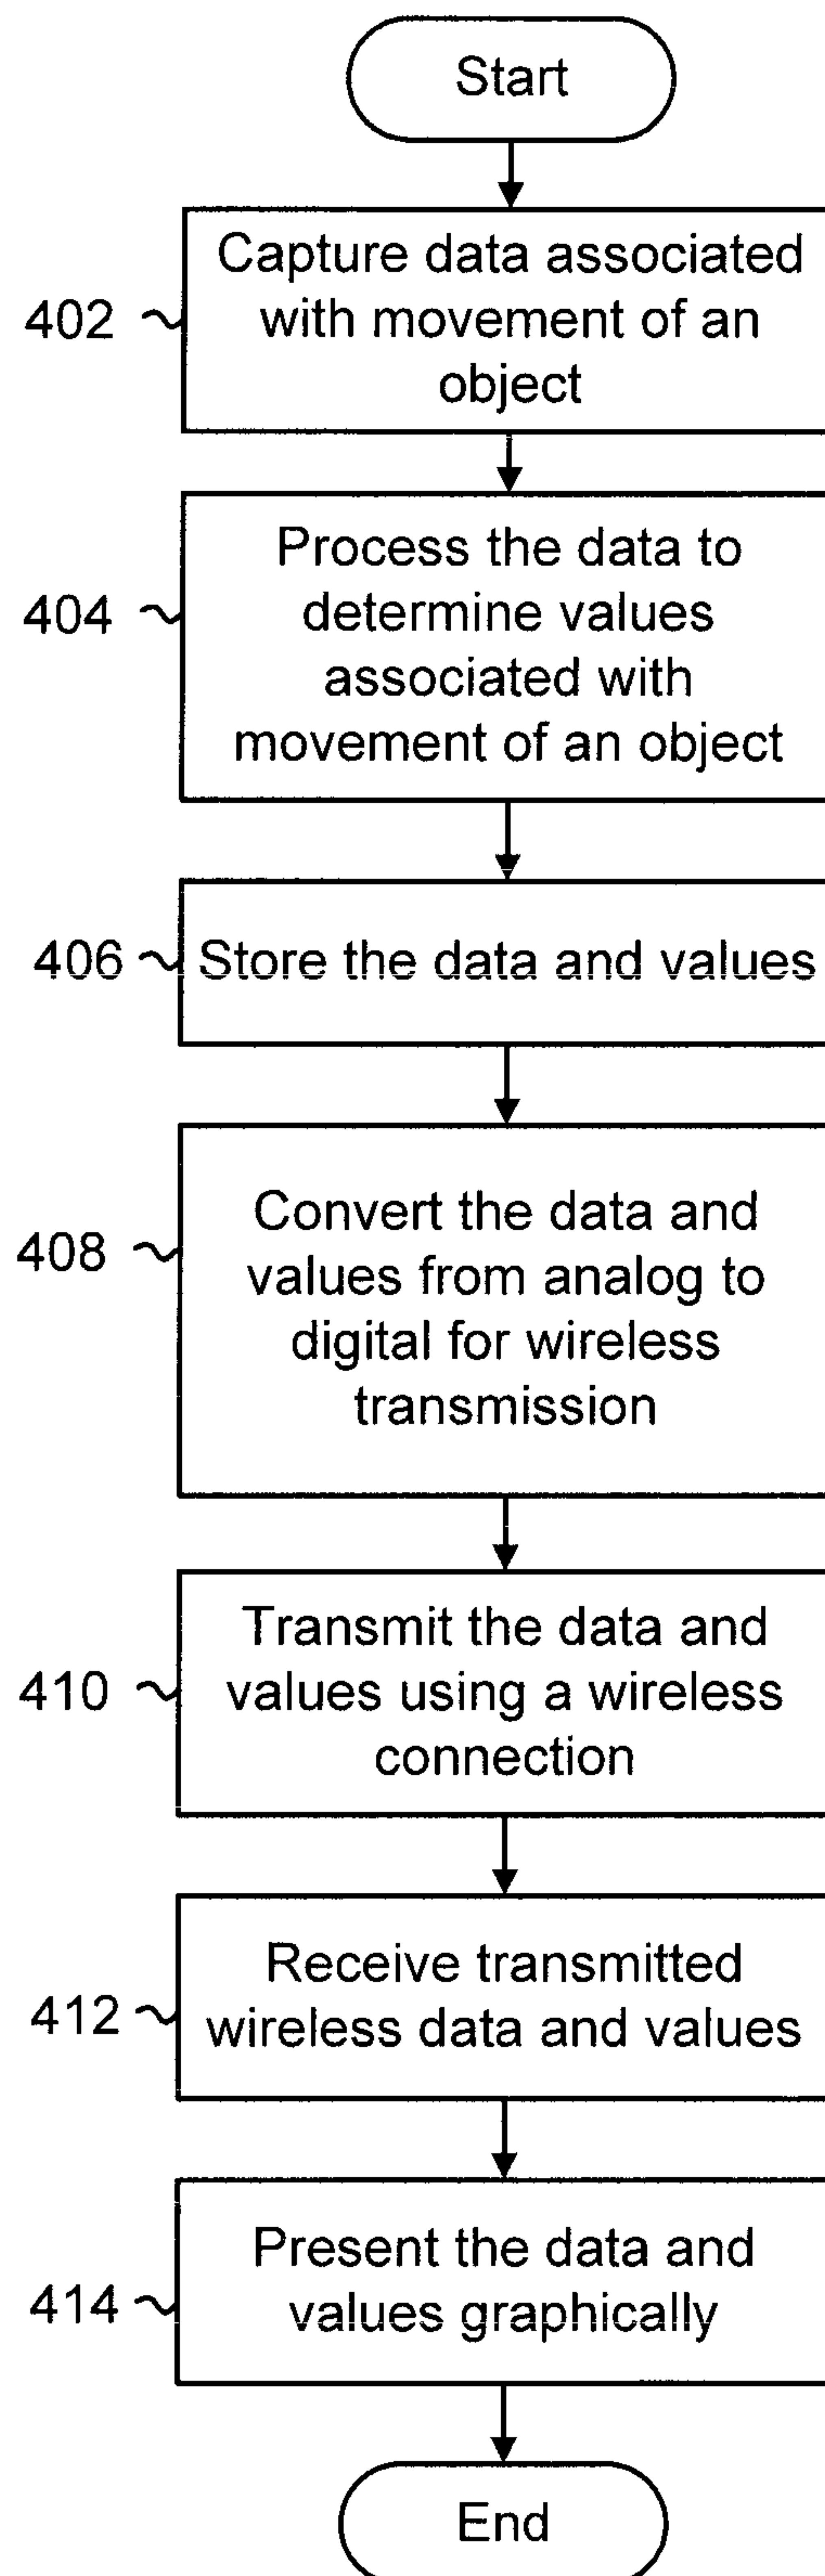 Start
Capture data associated
with movement of an
object
402
Process the data to
determine values
associated with
movement of an object
404
406
Store the data and values
Convert the data and
values from analog to
digital for wireless
transmission
408
Transmit the data and
values using a wireless
connection
410
Receive transmitted
wireless data and values
412
Present the data and
values graphically
414
End